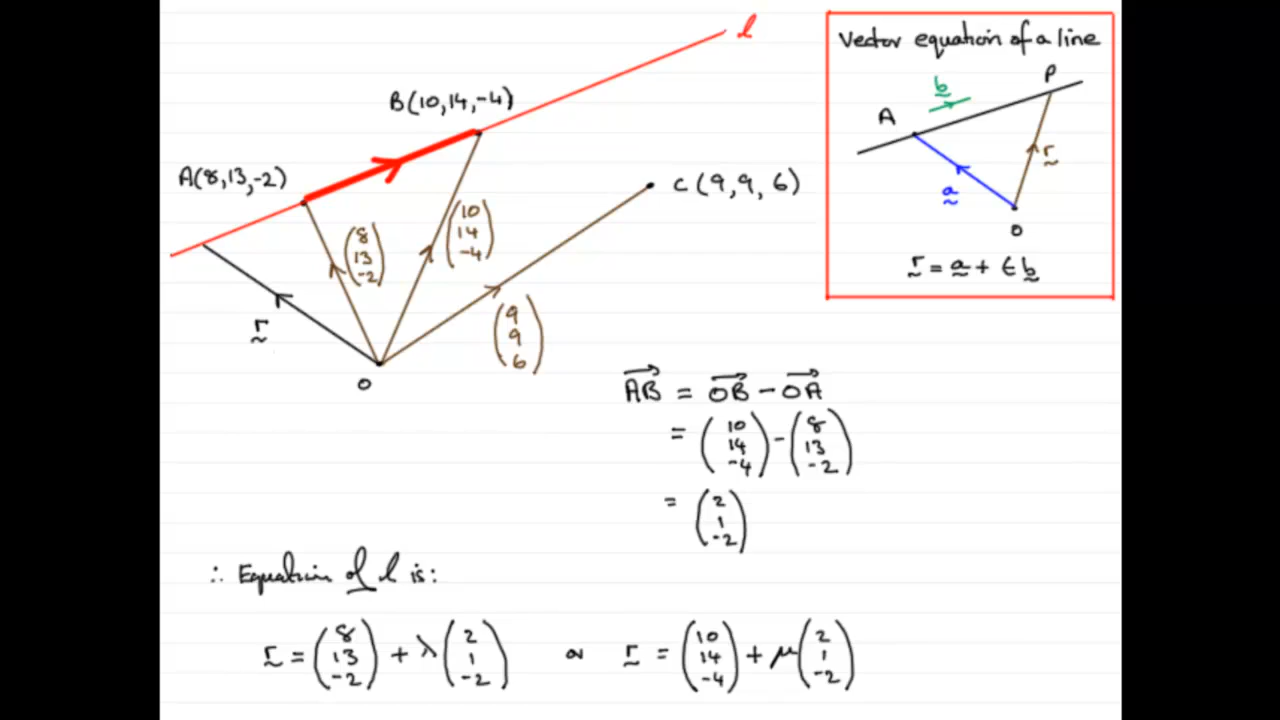 l
B(10,14,-4)
A(8,13,-2)
C(9,9,6)
(8
13
-2)
(10
14
-4)
(9
9
6)
r
O
Vector equation of a line
b
P
A
r
a
O
r = a + t b
AB = OB - OA
= (10 14 -4) - (8 13 -2)
= (2 1 -2)
∴ Equation of l is:
r = (8 13 -2) + λ (2 1 -2) or r = (10 14 -4) + μ (2 1 -2)